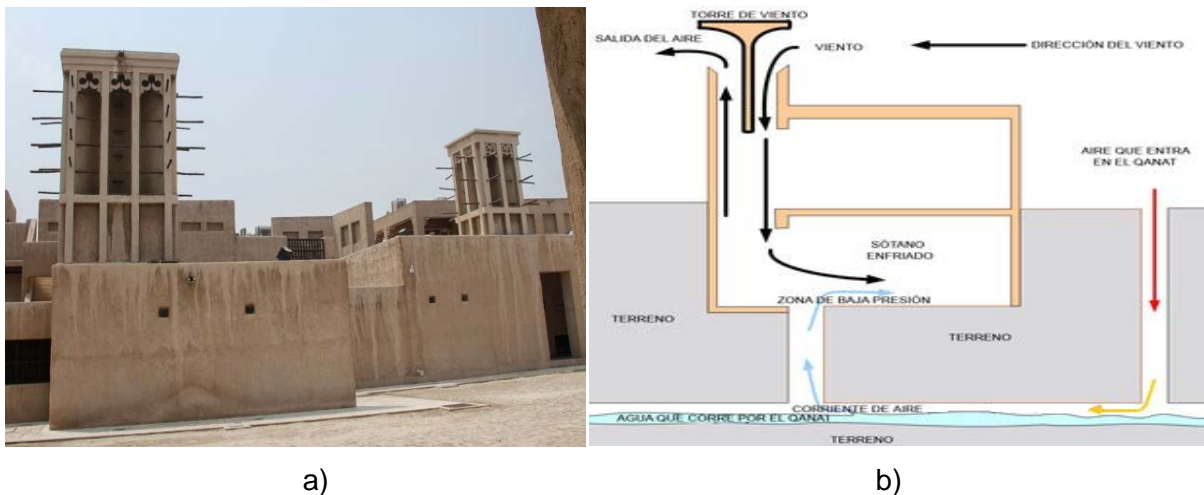 TORRE DE VIENTO
SALIDA DEL AIRE
VIENTO
DIRECCIÓN DEL VIENTO
AIRE QUE ENTRA
EN EL QANAT
SÓTANO
ENFRIADO
ZONA DE BAJA PRESIÓN
TERRENO
TERRENO
CORRIENTE DE AIRE
AGUA QUE CORRE POR EL QANAT
TERRENO
a)
b)